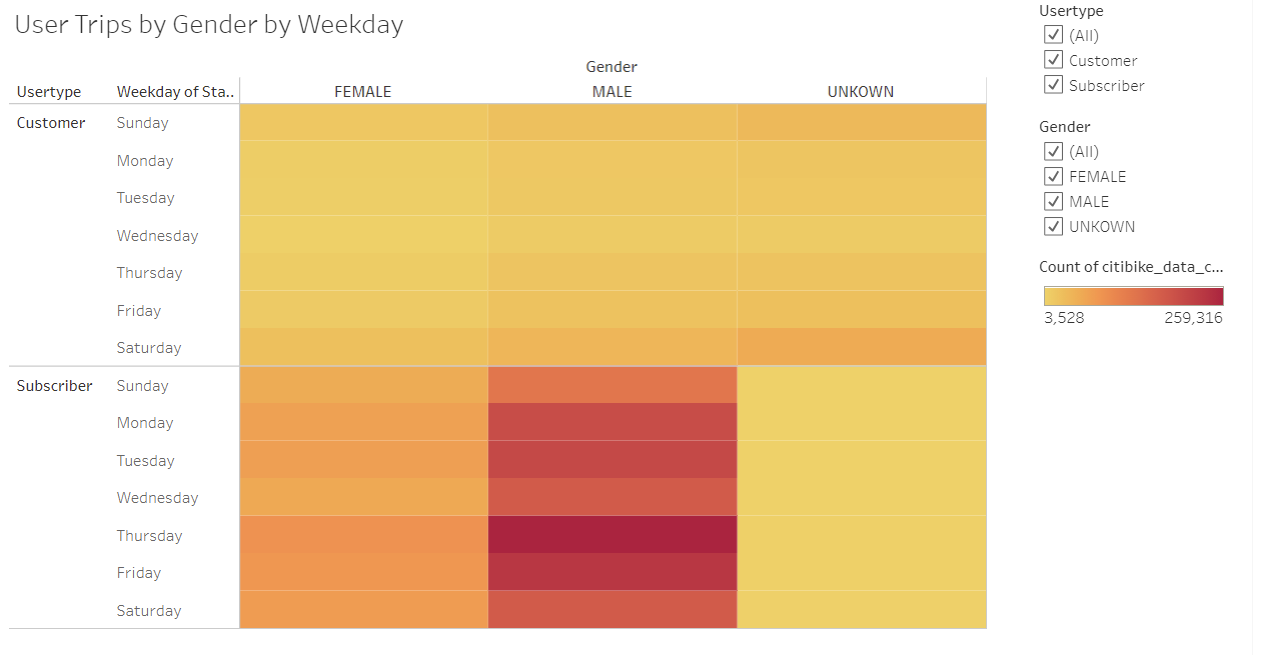 User Trips by Gender by Weekday
Gender
Usertype Weekday of Sta.. FEMALE MALE UNKOWN
Customer Sunday
Monday
Tuesday
Wednesday
Thursday
Friday
Saturday
Subscriber Sunday
Monday
Tuesday
Wednesday
Thursday
Friday
Saturday
Usertype
(All)
Customer
Subscriber
Gender
(All)
FEMALE
MALE
UNKOWN
Count of citibike_data_c...
3,528 259,316